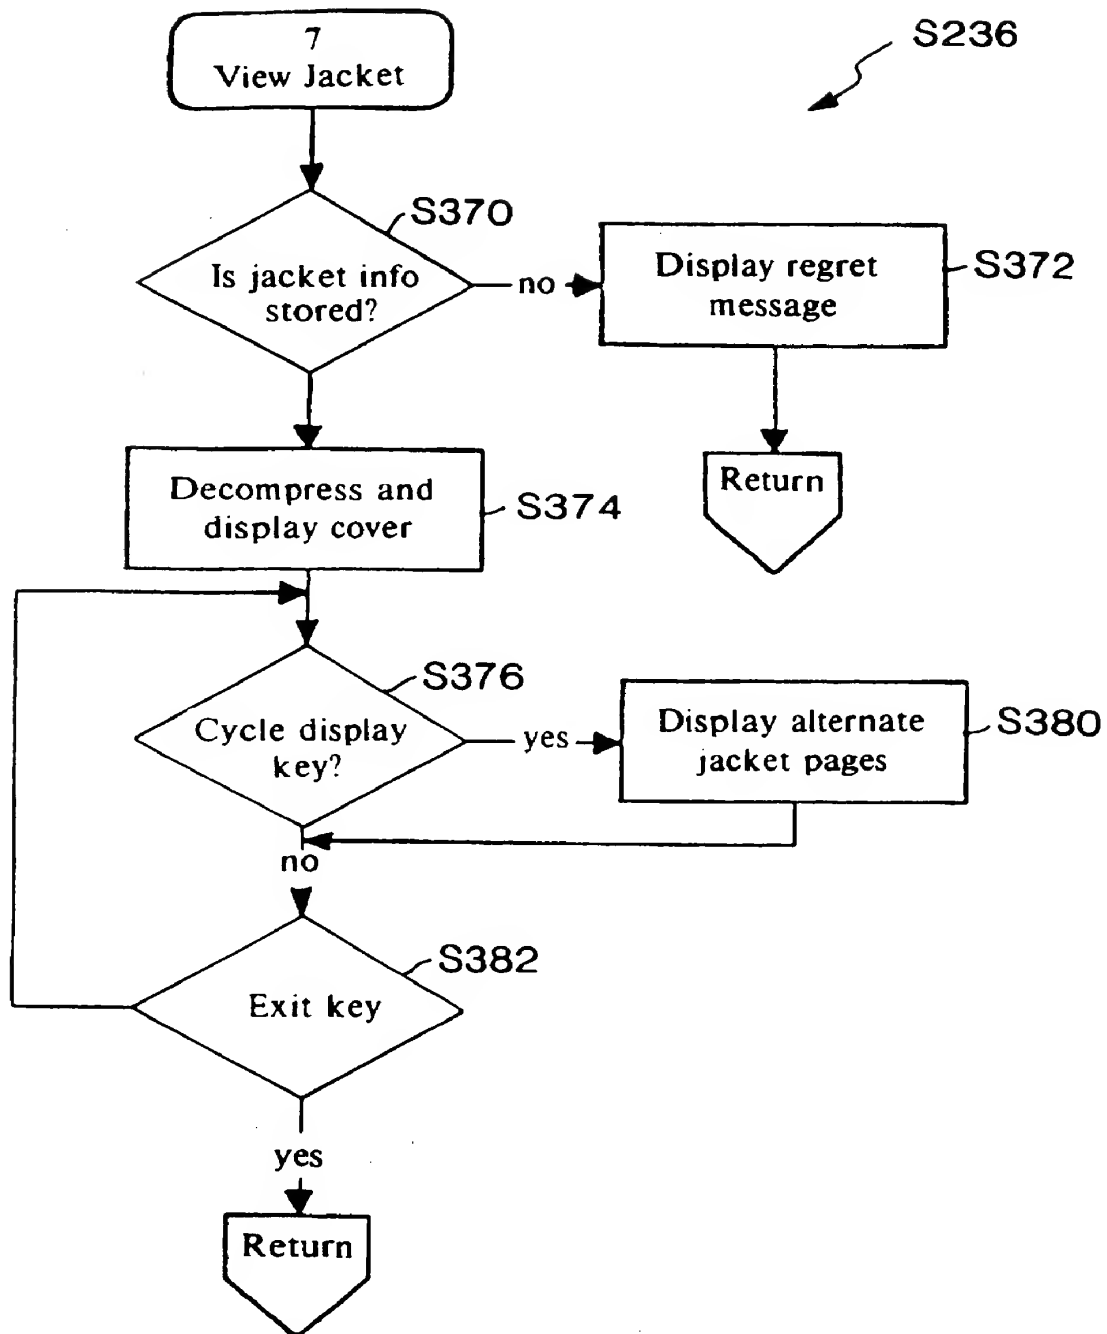 7
View Jacket
S236
S370
Is jacket info
stored?
no
Display regret
message
S372
Return
Decompress and
display cover
S374
S376
Cycle display
key?
yes
Display alternate
jacket pages
S380
no
S382
Exit key
yes
Return